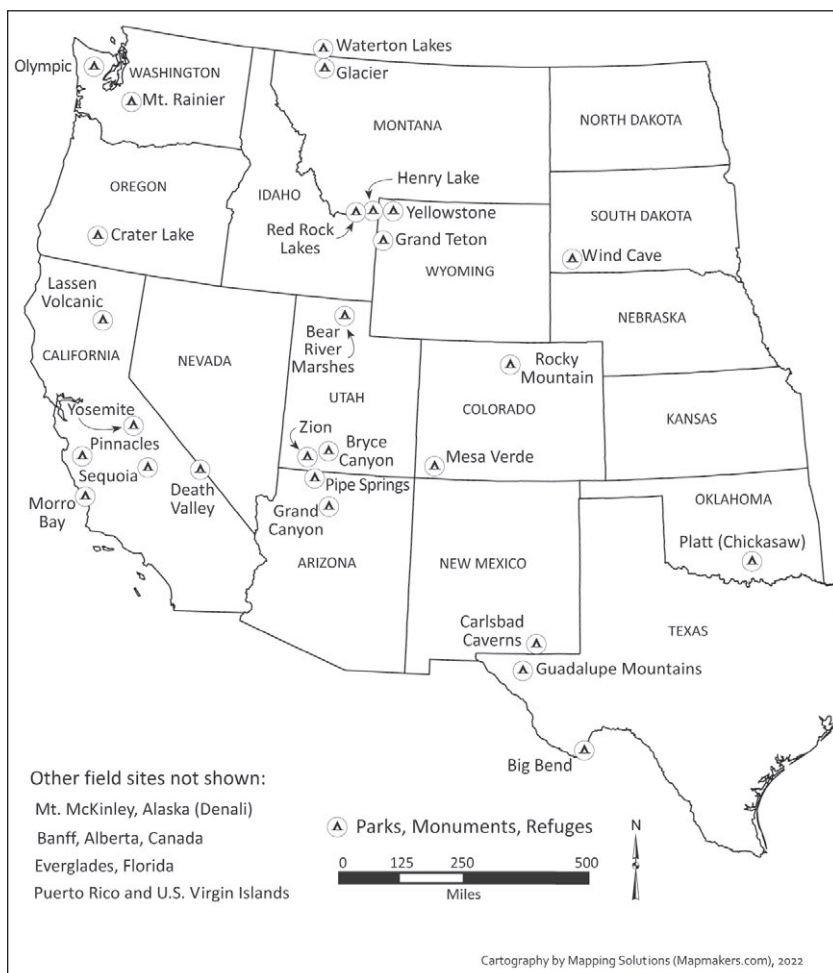 Waterton Lakes
Olympic
WASHINGTON
Glacier
Mt. Rainier
MONTANA
NORTH DAKOTA
Henry Lake
OREGON
IDAHO
SOUTH DAKOTA
Yellowstone
Red Rock
Lakes
Crater Lake
Grand Teton
Wind Cave
WYOMING
Lassen
Volcanic
NEBRASKA
Bear
River
Marshes
CALIFORNIA
NEVADA
Rocky
Mountain
UTAH
COLORADO
KANSAS
Yosemite
Zion
Pinnacles
Bryce
Canyon
Mesa Verde
Sequoia
Death
Valley
Pipe Springs
Morro
Bay
Grand
Canyon
OKLAHOMA
ARIZONA
NEW MEXICO
Platt (Chickasaw)
Carlsbad
Caverns
TEXAS
Guadalupe Mountains
Big Bend
Other field sites not shown:
Mt. McKinley, Alaska (Denali)
Banff, Alberta, Canada
Everglades, Florida
Puerto Rico and U.S. Virgin Islands
Parks, Monuments, Refuges
N
0 125 250 500
Miles
Cartography by Mapping Solutions (Mapmakers.com), 2022